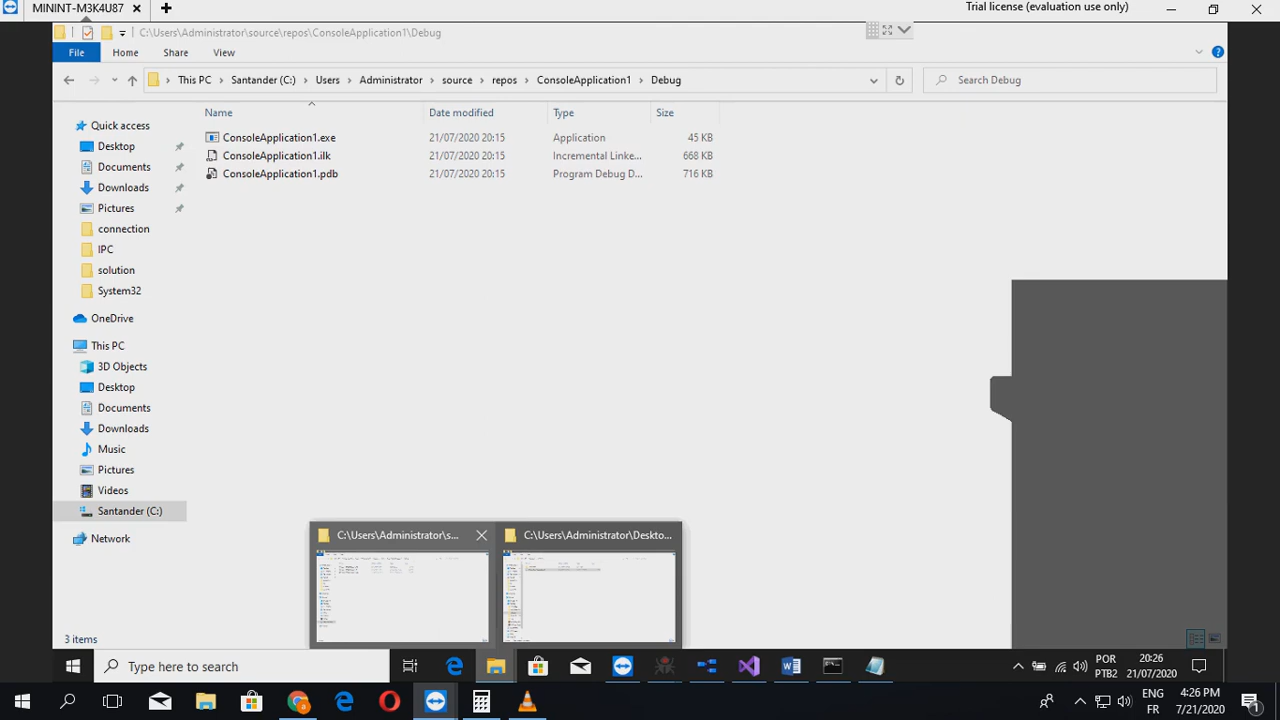 MININT-M3K4U87
Trial license (evaluation use only)
C:\Users\Administrator\source\repos\ConsoleApplication1\Debug
File Home Share View
This PC Santander (C:) Users Administrator source repos ConsoleApplication1 Debug
Search Debug
Name Date modified Type Size
ConsoleApplication1.exe 21/07/2020 20:15 Application 45 KB
ConsoleApplication1.ilk 21/07/2020 20:15 Incremental Linke... 668 KB
ConsoleApplication1.pdb 21/07/2020 20:15 Program Debug D... 716 KB
Quick access
Desktop
Documents
Downloads
Pictures
connection
IPC
solution
System32
OneDrive
This PC
3D Objects
Desktop
Documents
Downloads
Music
Pictures
Videos
Santander (C:)
Network
C:\Users\Administrator\s...
C:\Users\Administrator\Deskto...
3 items
Type here to search
POR
PTB2
20:26
21/07/2020
ENG
FR
4:26 PM
7/21/2020
1